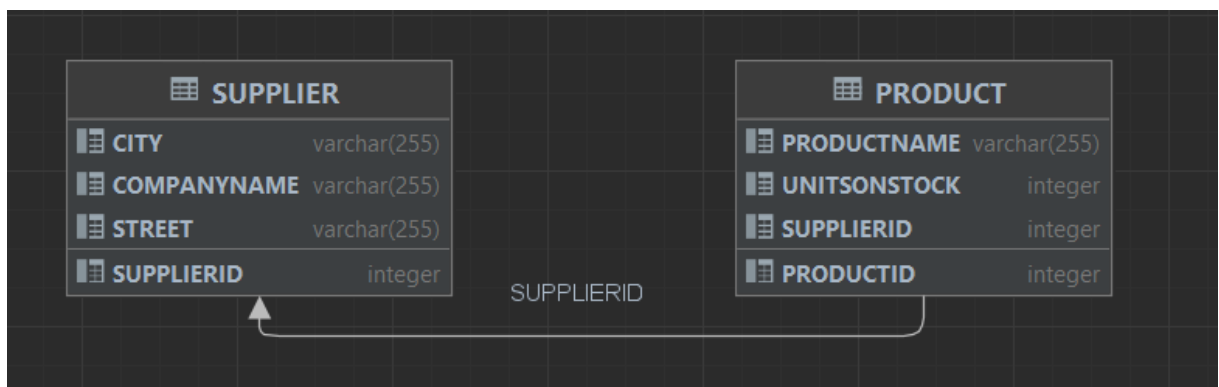 SUPPLIER
CITY varchar(255)
COMPANYNAME varchar(255)
STREET varchar(255)
SUPPLIERID integer
PRODUCT
PRODUCTNAME varchar(255)
UNITSONSTOCK integer
SUPPLIERID integer
PRODUCTID integer
SUPPLIERID